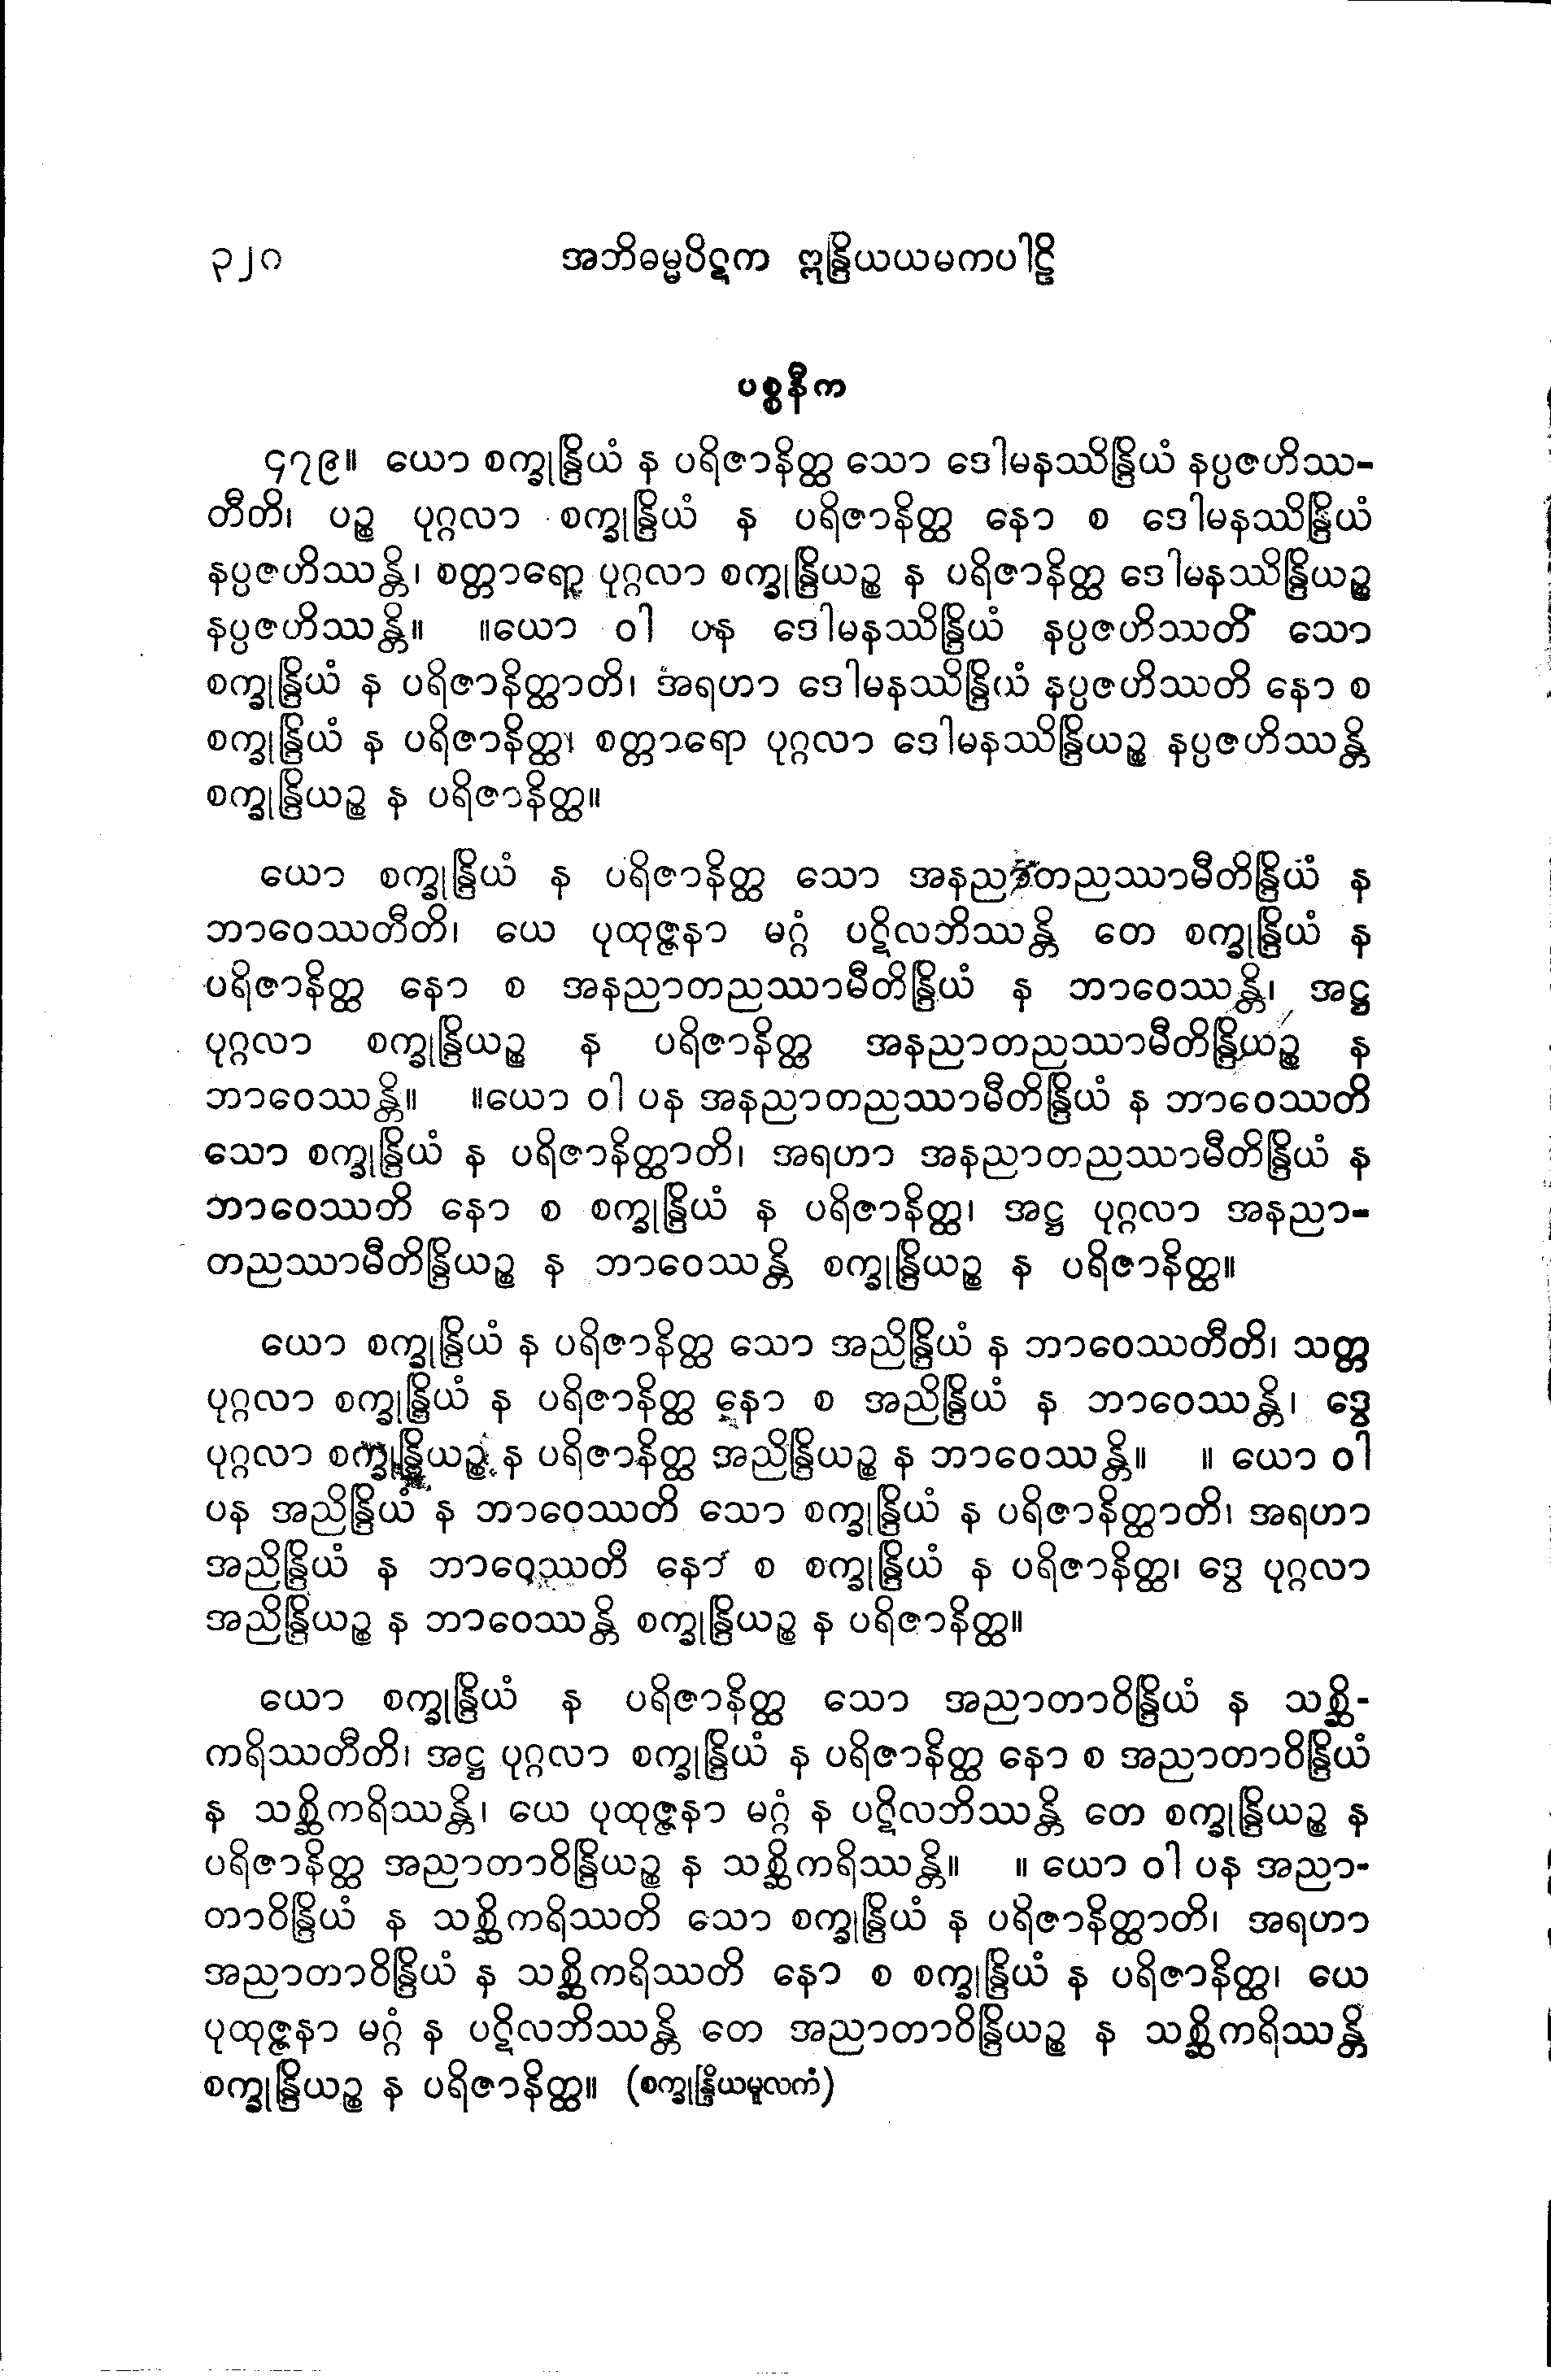 ၃၂၀ အဘိဓမ္မပိဋက ဣန္ဒြိယယမကပါဠိ
ပစ္စနီက
၄၇၉။ ယော စက္ခုန္ဒြိယံ န ပရိဇာနိတ္ထ သော ဒေါမနဿိန္ဒြိယံ နပ္ပဇဟိဿ-
တီတိ၊ ပဉ္စ ပုဂ္ဂလာ စက္ခုန္ဒြိယံ န ပရိဇာနိတ္ထ နော စ ဒေါမနဿိန္ဒြိယံ
နပ္ပဇဟိဿန္တိ၊ စတ္တာရော ပုဂ္ဂလာ စက္ခုန္ဒြိယဉ္စ န ပရိဇာနိတ္ထ ဒေါမနဿိန္ဒြိယဉ္စ
နပ္ပဇဟိဿန္တိ။ ။ယော ဝါ ပန ဒေါမနဿိန္ဒြိယံ နပ္ပဇဟိဿတိ သော
စက္ခုန္ဒြိယံ န ပရိဇာနိတ္ထာတိ၊ အရဟာ ဒေါမနဿိန္ဒြိယံ နပ္ပဇဟိဿတိ နော စ
စက္ခုန္ဒြိယံ န ပရိဇာနိတ္ထ၊ စတ္တာရော ပုဂ္ဂလာ ဒေါမနဿိန္ဒြိယဉ္စ နပ္ပဇဟိဿန္တိ
စက္ခုန္ဒြိယဉ္စ န ပရိဇာနိတ္ထ။
ယော စက္ခုန္ဒြိယံ န ပရိဇာနိတ္ထ သော အနညာတညဿာမီတိန္ဒြိယံ န
ဘာဝေဿတီတိ၊ ယေ ပုထုဇ္ဇနာ မဂ္ဂံ ပဋိလဘိဿန္တိ တေ စက္ခုန္ဒြိယံ န
ပရိဇာနိတ္ထ နော စ အနညာတညဿာမီတိန္ဒြိယံ န ဘာဝေဿန္တိ၊ အဋ္ဌ
ပုဂ္ဂလာ စက္ခုန္ဒြိယဉ္စ န ပရိဇာနိတ္ထ အနညာတညဿာမီတိန္ဒြိယဉ္စ န
ဘာဝေဿန္တိ။ ။ယော ဝါ ပန အနညာတညဿာမီတိန္ဒြိယံ န ဘာဝေဿတိ
သော စက္ခုန္ဒြိယံ န ပရိဇာနိတ္ထာတိ၊ အရဟာ အနညာတညဿာမီတိန္ဒြိယံ န
ဘာဝေဿတိ နော စ စက္ခုန္ဒြိယံ န ပရိဇာနိတ္ထ၊ အဋ္ဌ ပုဂ္ဂလာ အနညာ-
တညဿာမီတိန္ဒြိယဉ္စ န ဘာဝေဿန္တိ စက္ခုန္ဒြိယဉ္စ န ပရိဇာနိတ္ထ။
ယော စက္ခုန္ဒြိယံ န ပရိဇာနိတ္ထ သော အညိန္ဒြိယံ န ဘာဝေဿတီတိ၊ သတ္တ
ပုဂ္ဂလာ စက္ခုန္ဒြိယံ န ပရိဇာနိတ္ထ နော စ အညိန္ဒြိယံ န ဘာဝေဿန္တိ၊ ဒွေ
ပုဂ္ဂလာ စက္ခုန္ဒြိယဉ္စ န ပရိဇာနိတ္ထ အညိန္ဒြိယဉ္စ န ဘာဝေဿန္တိ။ ။ ယော ဝါ
ပန အညိန္ဒြိယံ န ဘာဝေဿတိ သော စက္ခုန္ဒြိယံ န ပရိဇာနိတ္ထာတိ၊ အရဟာ
အညိန္ဒြိယံ န ဘာဝေဿတိ နော စ စက္ခုန္ဒြိယံ န ပရိဇာနိတ္ထ၊ ဒွေ ပုဂ္ဂလာ
အညိန္ဒြိယဉ္စ န ဘာဝေဿန္တိ စက္ခုန္ဒြိယဉ္စ န ပရိဇာနိတ္ထ။
ယော စက္ခုန္ဒြိယံ န ပရိဇာနိတ္ထ သော အညာတာဝိန္ဒြိယံ န သစ္ဆိ-
ကရိဿတီတိ၊ အဋ္ဌ ပုဂ္ဂလာ စက္ခုန္ဒြိယံ န ပရိဇာနိတ္ထ နော စ အညာတာဝိန္ဒြိယံ
န သစ္ဆိကရိဿန္တိ၊ ယေ ပုထုဇ္ဇနာ မဂ္ဂံ န ပဋိလဘိဿန္တိ တေ စက္ခုန္ဒြိယဉ္စ န
ပရိဇာနိတ္ထ အညာတာဝိန္ဒြိယဉ္စ န သစ္ဆိကရိဿန္တိ။ ။ ယော ဝါ ပန အညာ-
တာဝိန္ဒြိယံ န သစ္ဆိကရိဿတိ သော စက္ခုန္ဒြိယံ န ပရိဇာနိတ္ထာတိ၊ အရဟာ
အညာတာဝိန္ဒြိယံ န သစ္ဆိကရိဿတိ နော စ စက္ခုန္ဒြိယံ န ပရိဇာနိတ္ထ၊ ယေ
ပုထုဇ္ဇနာ မဂ္ဂံ န ပဋိလဘိဿန္တိ တေ အညာတာဝိန္ဒြိယဉ္စ န သစ္ဆိကရိဿန္တိ
စက္ခုန္ဒြိယဉ္စ န ပရိဇာနိတ္ထ။ (စက္ခုန္ဒြိယမူလကံ)